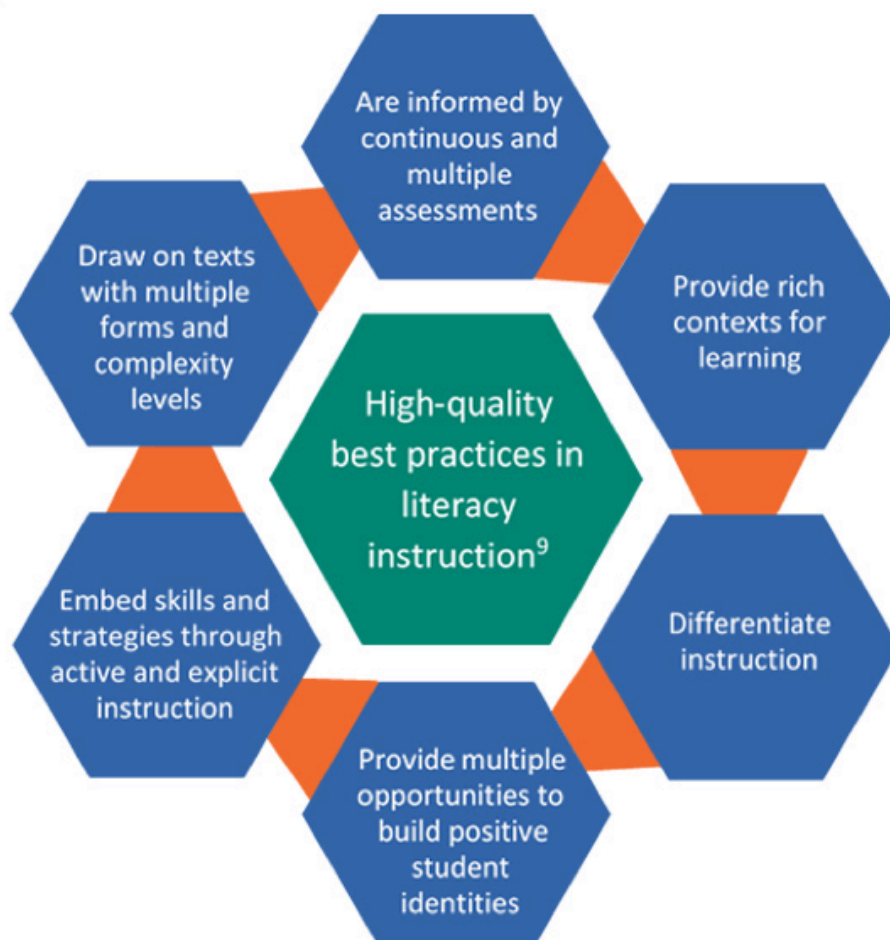 Are informed by
continuous and
multiple
assessments
Provide rich
contexts for
learning
Differentiate
instruction
Provide multiple
opportunities to
build positive
student
identities
Embed skills and
strategies through
active and explicit
instruction
Draw on texts
with multiple
forms and
complexity
levels
High-quality
best practices in
literacy
instruction⁹